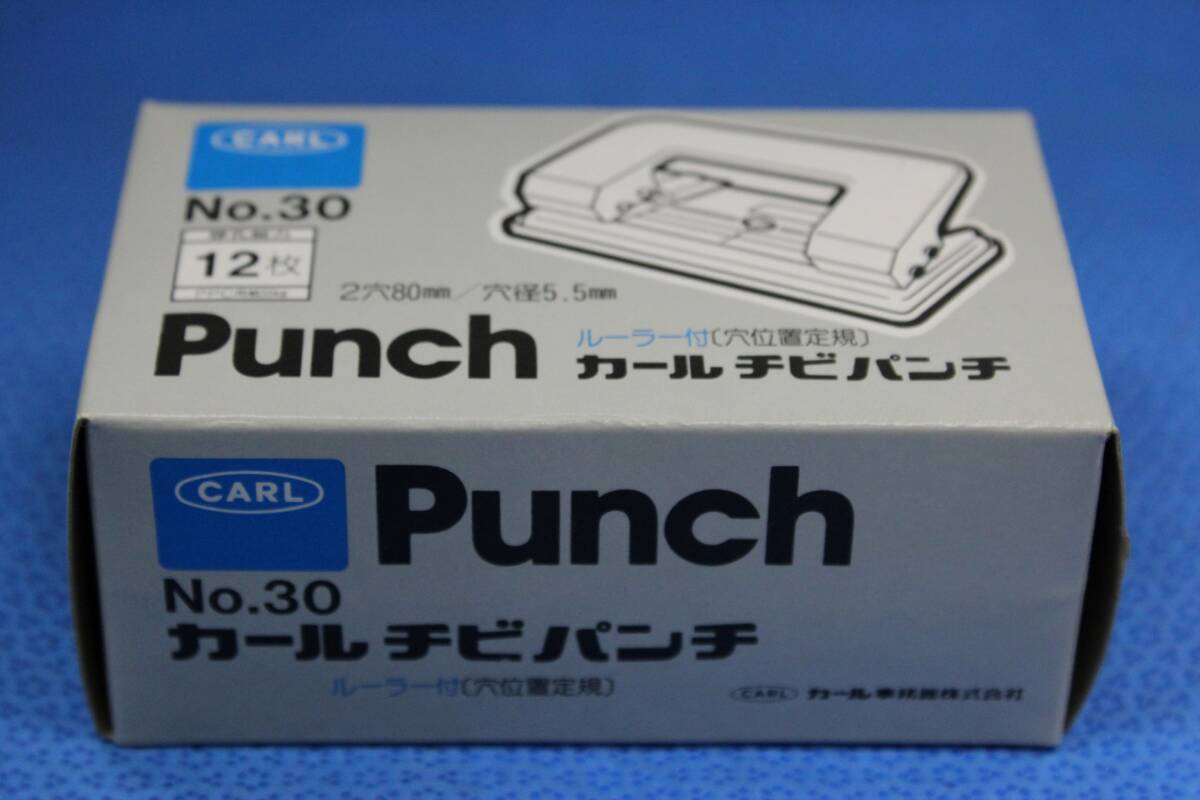 CARL
No.30
穿孔能力
12枚
2穴80mm/穴径5.5mm
Punch
ルーラー付〔穴位置定規〕
カール チビパンチ
CARL
Punch
No.30
カール チビパンチ
ルーラー付〔穴位置定規〕
CARL カール事務器株式会社